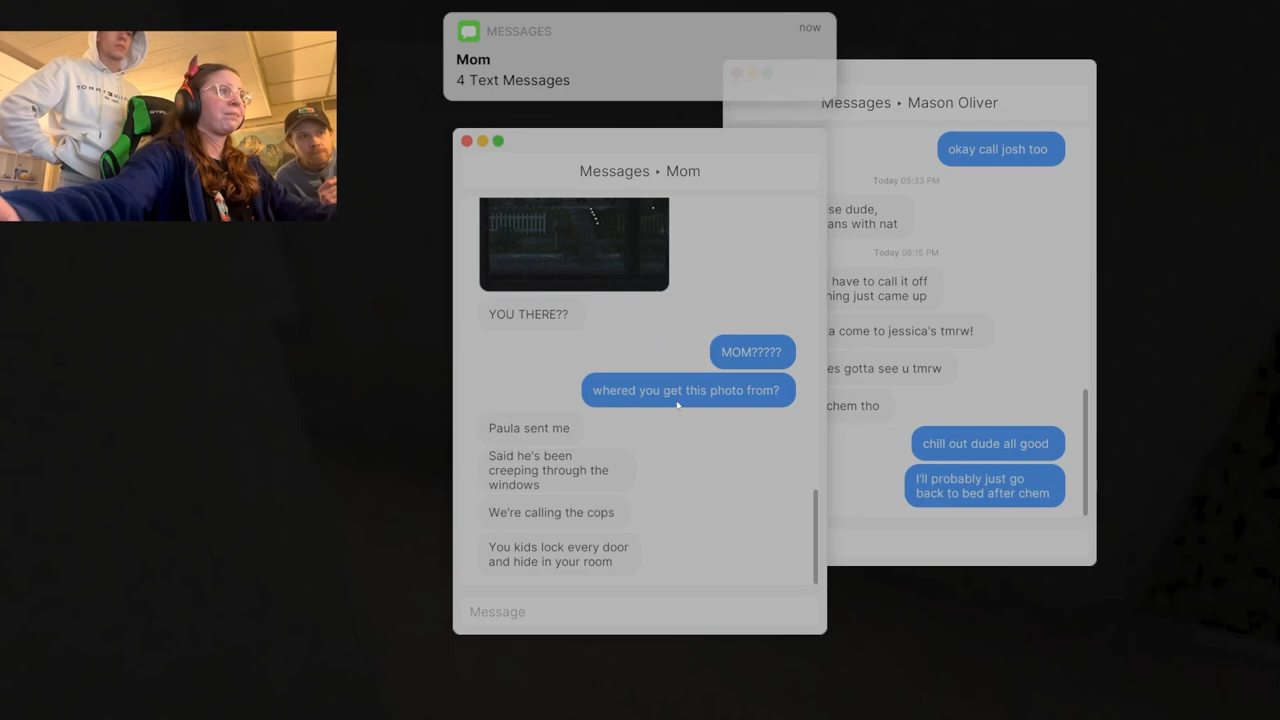 MESSAGES
now
Mom
4 Text Messages
Messages ‣ Mom
YOU THERE??
MOM?????
whered you get this photo from?
Paula sent me
Said he's been
creeping through the
windows
We're calling the cops
You kids lock every door
and hide in your room
Message
Messages ‣ Mason Oliver
okay call josh too
Today 05:33 PM
dude,
with nat
Today 08:15 PM
have to call it off
just came up
come to jessica's tmrw!
gotta see u tmrw
chem tho
chill out dude all good
I'll probably just go
back to bed after chem